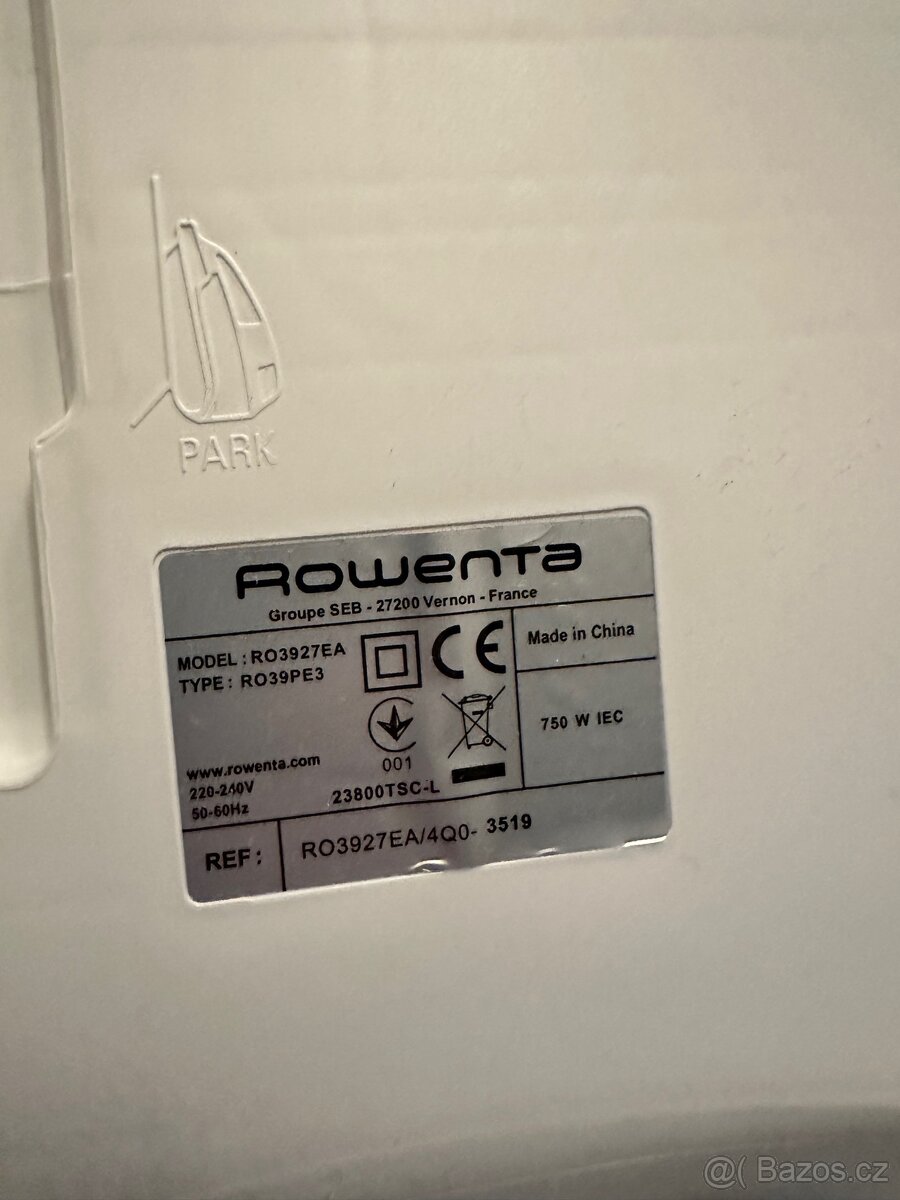 PARK
Rowenta
Groupe SEB - 27200 Vernon - France
MODEL : RO3927EA
TYPE : RO39PE3
CE
Made in China
750 W IEC
001
www.rowenta.com
220-240V
50-60Hz
23800TSC-L
REF :
RO3927EA/4Q0- 3519
@( Bazos.cz